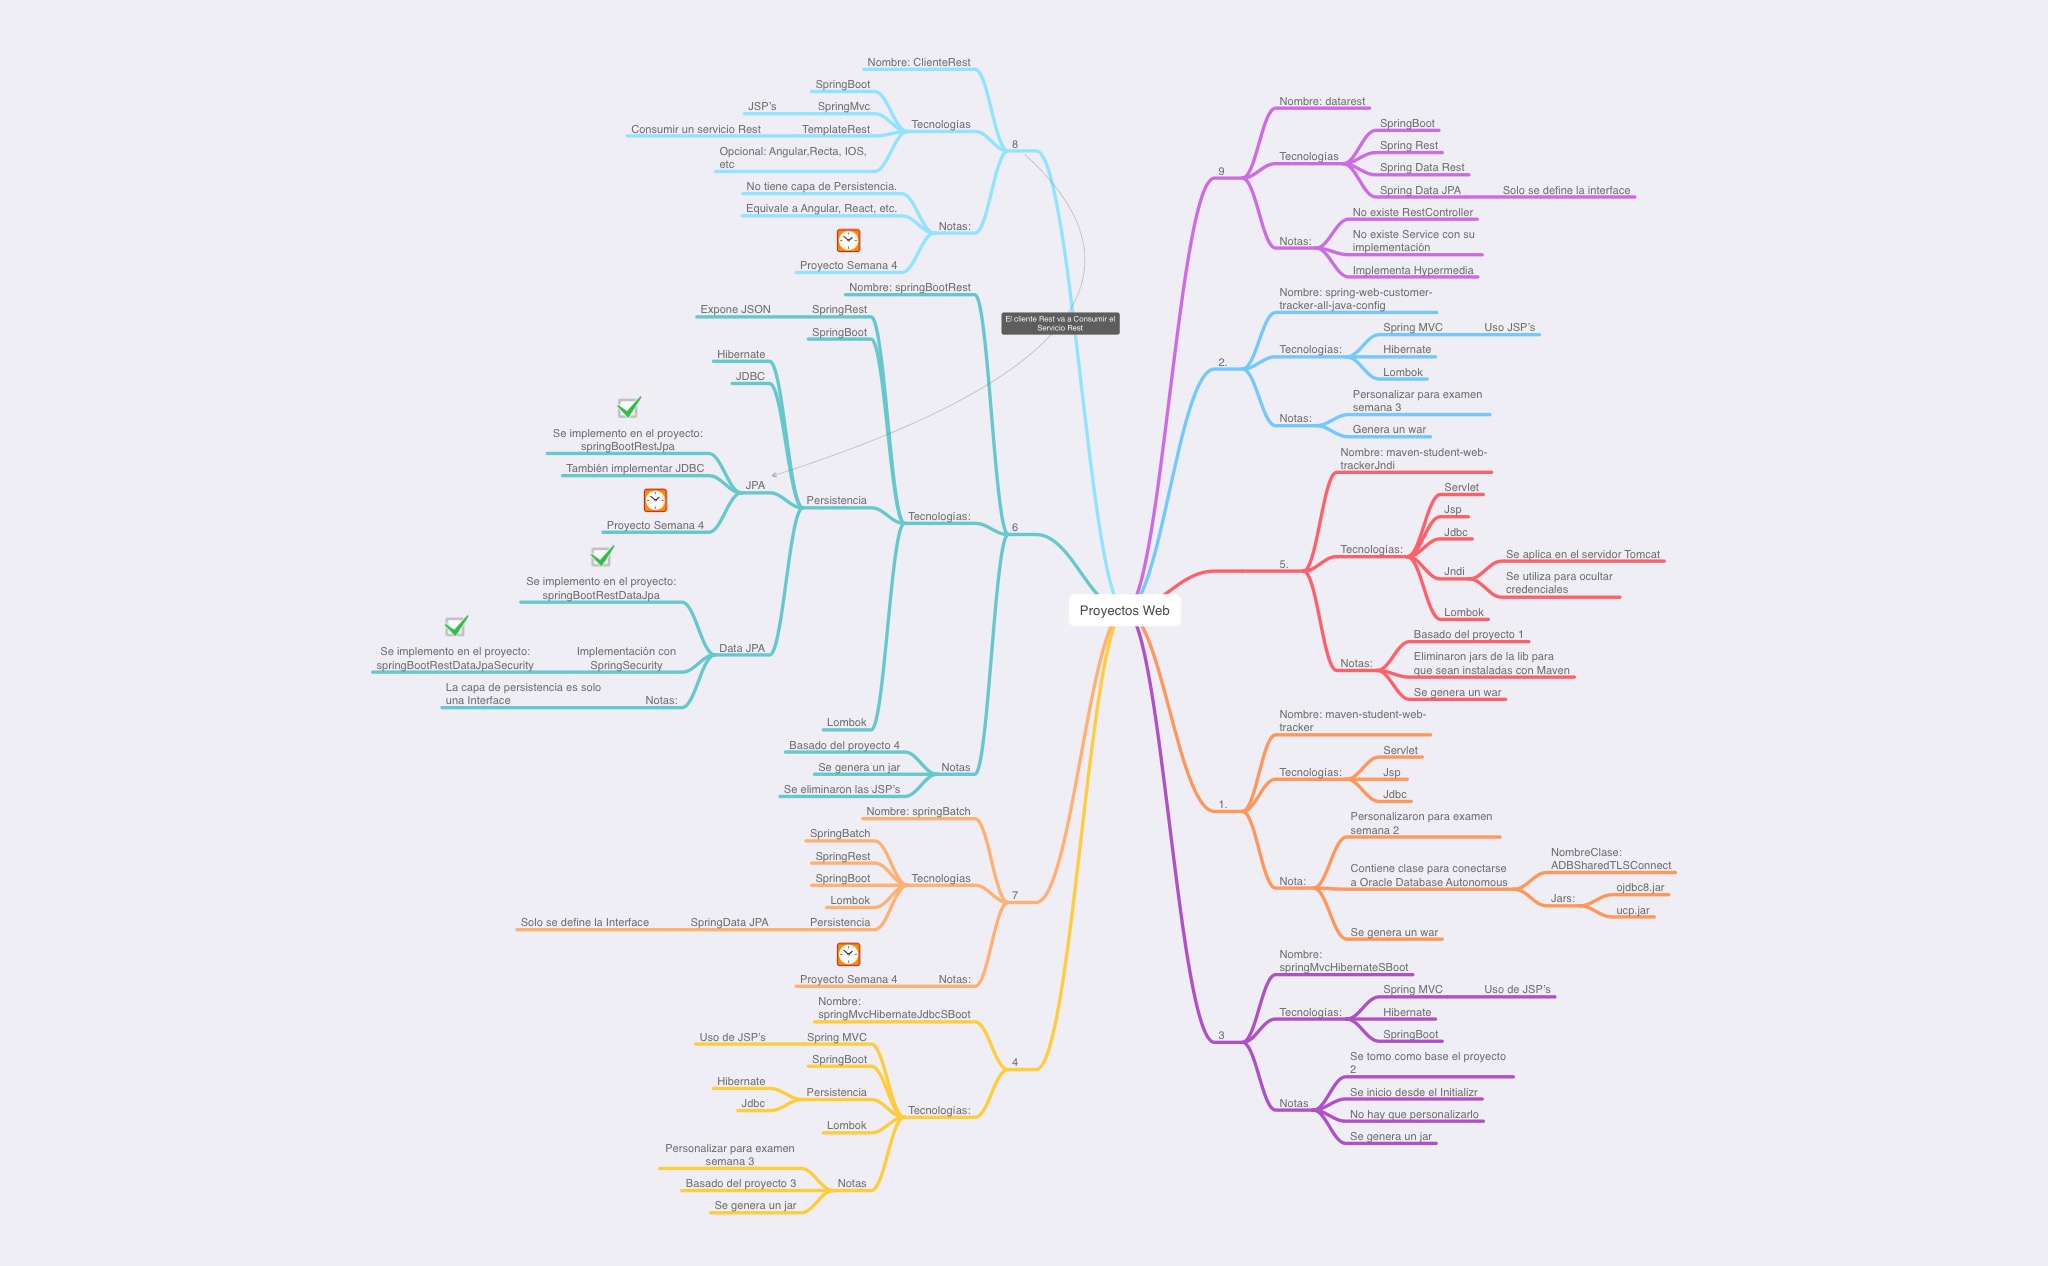 Proyectos Web
Nombre: ClienteRest
SpringBoot
JSP's
SpringMvc
Consumir un servicio Rest
TemplateRest
Opcional: Angular,Recta, IOS,
etc
Tecnologías
8
No tiene capa de Persistencia.
Equivale a Angular, React, etc.
Proyecto Semana 4
Notas:
El cliente Rest va a Consumir el
Servicio Rest
Nombre: springBootRest
Expone JSON
SpringRest
SpringBoot
Hibernate
JDBC
Se implemento en el proyecto:
springBootRestJpa
También implementar JDBC
Proyecto Semana 4
JPA
Persistencia
Tecnologías:
6
Se implemento en el proyecto:
springBootRestDataJpa
Se implemento en el proyecto:
springBootRestDataJpaSecurity
Implementación con
SpringSecurity
La capa de persistencia es solo
una Interface
Notas:
Data JPA
Lombok
Basado del proyecto 4
Se genera un jar
Se eliminaron las JSP's
Notas
Nombre: springBatch
SpringBatch
SpringRest
SpringBoot
Lombok
Solo se define la Interface
SpringData JPA
Persistencia
Tecnologías
7
Proyecto Semana 4
Notas:
Nombre:
springMvcHibernateJdbcSBoot
Uso de JSP's
Spring MVC
SpringBoot
Hibernate
Jdbc
Persistencia
Lombok
Tecnologías:
4
Personalizar para examen
semana 3
Basado del proyecto 3
Se genera un jar
Notas
Nombre: datarest
9
Tecnologías
SpringBoot
Spring Rest
Spring Data Rest
Spring Data JPA
Solo se define la interface
Notas:
No existe RestController
No existe Service con su
implementación
Implementa Hypermedia
Nombre: spring-web-customer-
tracker-all-java-config
2.
Tecnologías:
Spring MVC
Uso JSP's
Hibernate
Lombok
Notas:
Personalizar para examen
semana 3
Genera un war
Nombre: maven-student-web-
trackerJndi
5.
Tecnologías:
Servlet
Jsp
Jdbc
Jndi
Se aplica en el servidor Tomcat
Se utiliza para ocultar
credenciales
Lombok
Notas:
Basado del proyecto 1
Eliminaron jars de la lib para
que sean instaladas con Maven
Se genera un war
Nombre: maven-student-web-
tracker
1.
Tecnologías:
Servlet
Jsp
Jdbc
Nota:
Personalizaron para examen
semana 2
Contiene clase para conectarse
a Oracle Database Autonomous
NombreClase:
ADBSharedTLSConnect
Jars:
ojdbc8.jar
ucp.jar
Se genera un war
Nombre:
springMvcHibernateSBoot
3
Tecnologías:
Spring MVC
Uso de JSP's
Hibernate
SpringBoot
Notas
Se tomo como base el proyecto
2
Se inicio desde el Initializr
No hay que personalizarlo
Se genera un jar